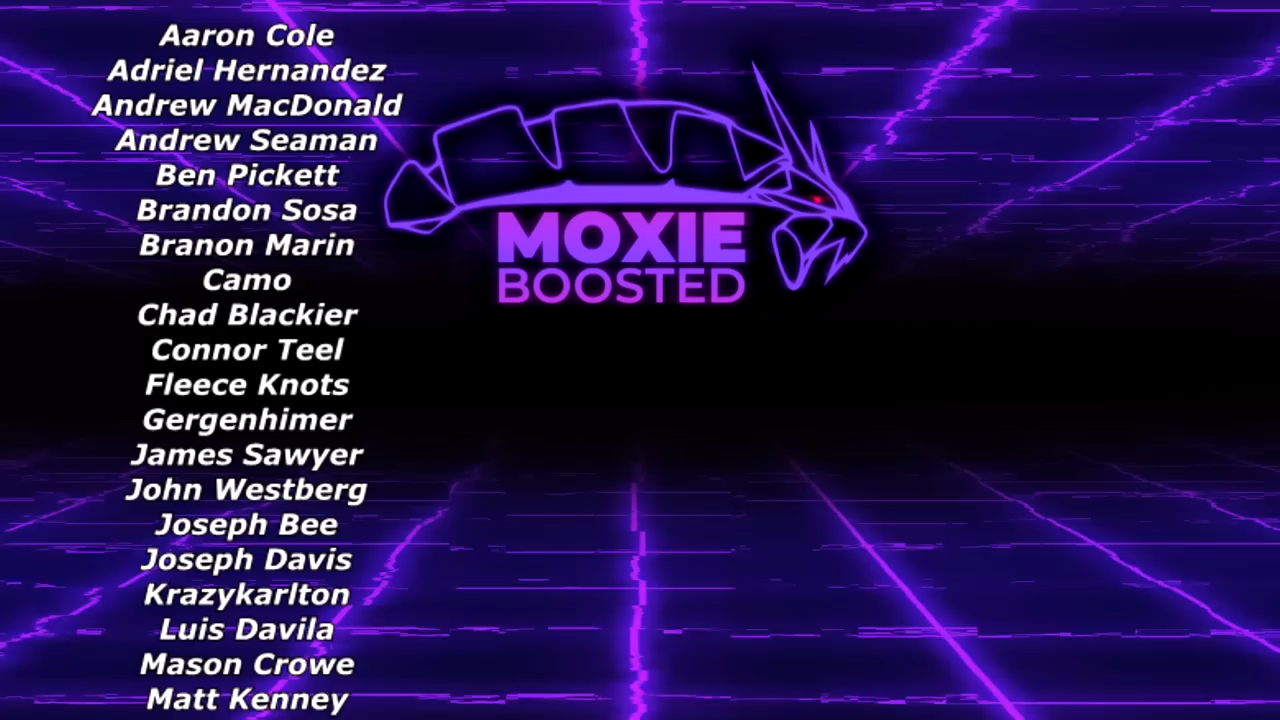 Aaron Cole
Adriel Hernandez
Andrew MacDonald
Andrew Seaman
Ben Pickett
Brandon Sosa
Branon Marin
Camo
Chad Blackier
Connor Teel
Fleece Knots
Gergenhimer
James Sawyer
John Westberg
Joseph Bee
Joseph Davis
Krazykarlton
Luis Davila
Mason Crowe
Matt Kenney
MOXIE
BOOSTED